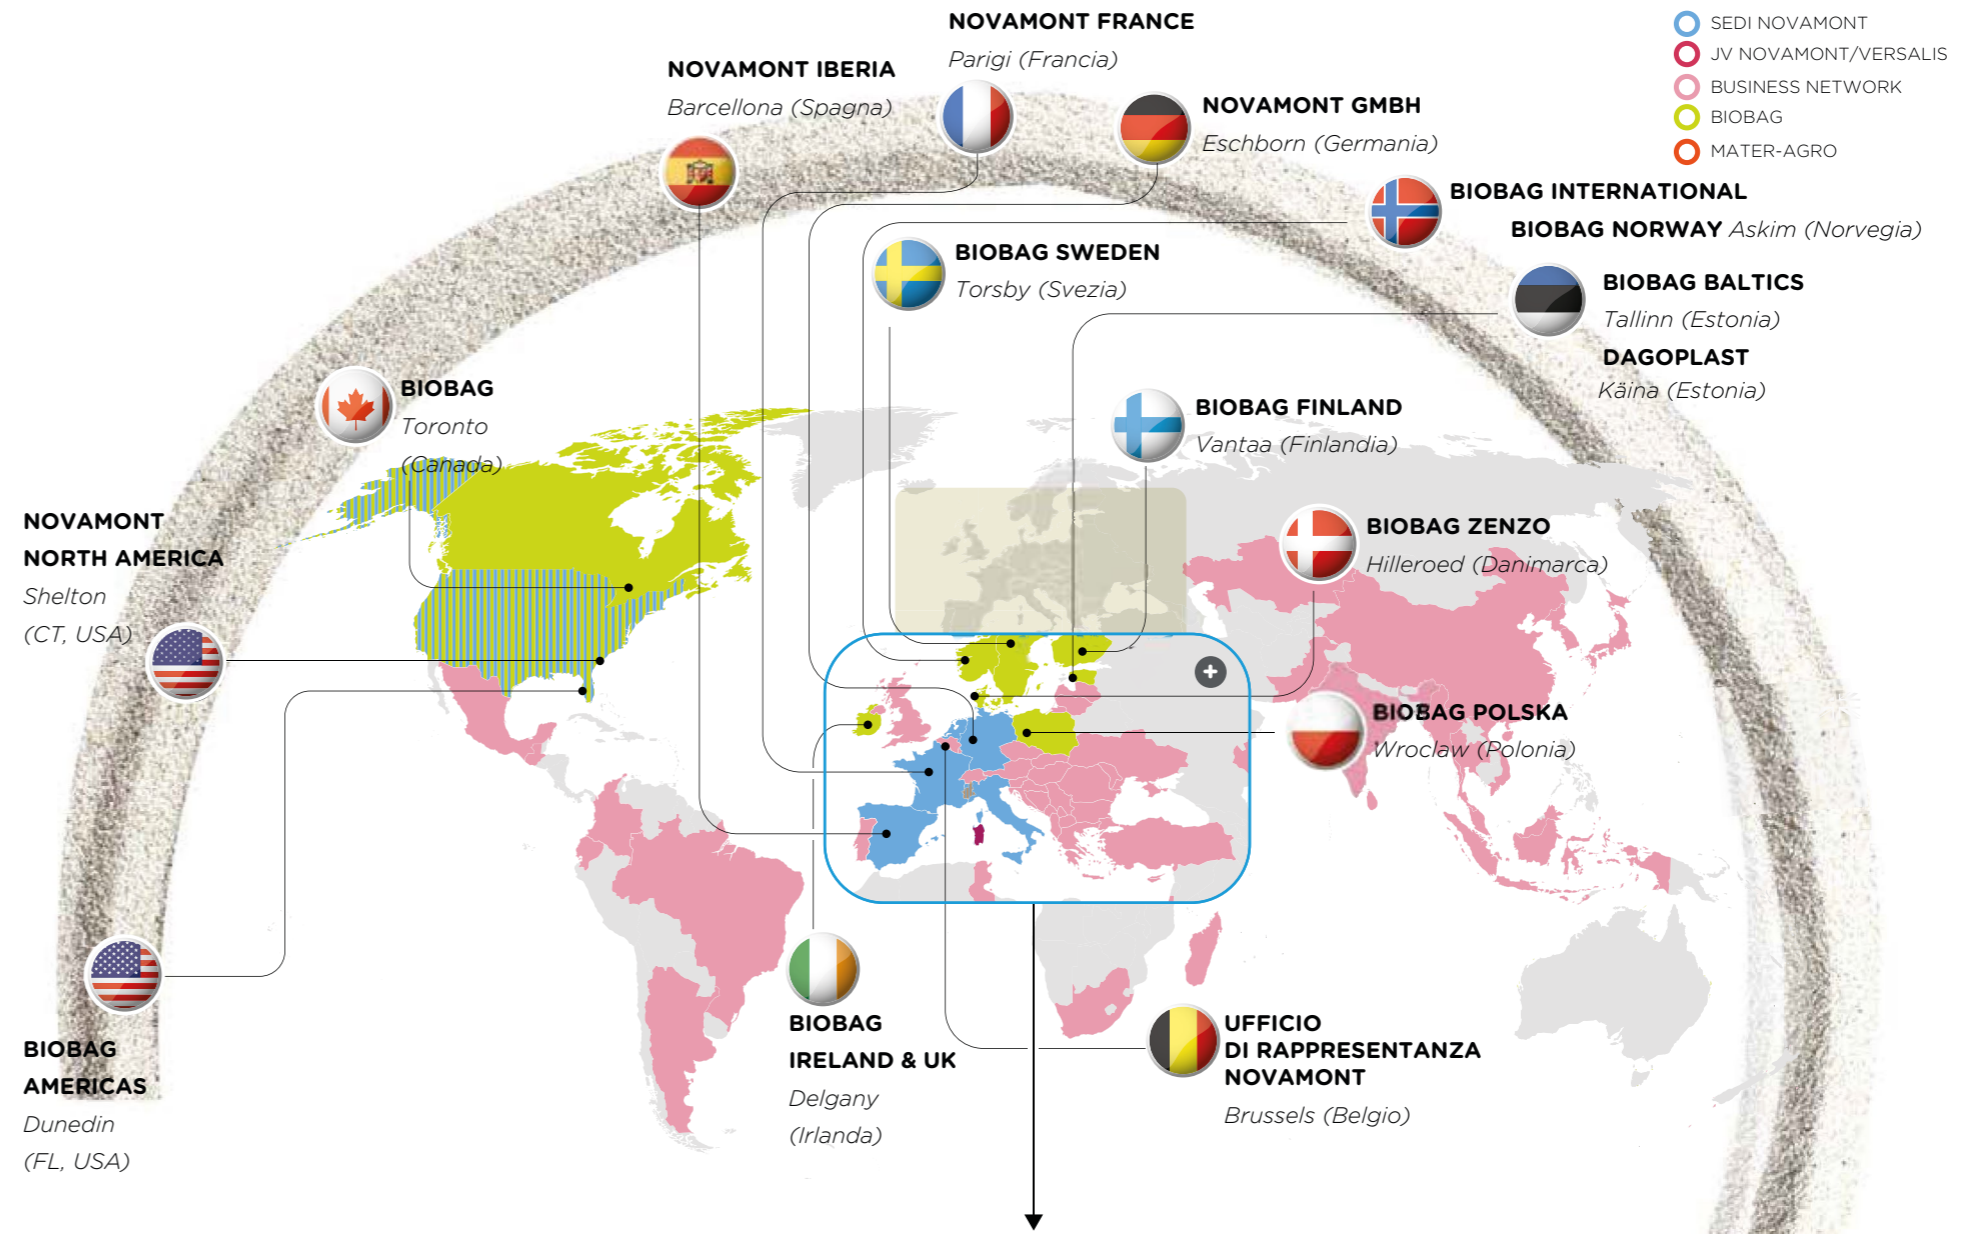 NOVAMONT FRANCE
Parigi (Francia)
NOVAMONT IBERIA
Barcellona (Spagna)
NOVAMONT GMBH
Eschborn (Germania)
SEDI NOVAMONT
JV NOVAMONT/VERSALIS
BUSINESS NETWORK
BIOBAG
MATER-AGRO
BIOBAG INTERNATIONAL
BIOBAG NORWAY Askim (Norvegia)
BIOBAG SWEDEN
Torsby (Svezia)
BIOBAG BALTICS
Tallinn (Estonia)
DAGOPLAST
Käina (Estonia)
BIOBAG
Toronto
(Canada)
BIOBAG FINLAND
Vantaa (Finlandia)
NOVAMONT
NORTH AMERICA
Shelton
(CT, USA)
BIOBAG ZENZO
Hilleroed (Danimarca)
BIOBAG POLSKA
Wroclaw (Polonia)
BIOBAG
AMERICAS
Dunedin
(FL, USA)
BIOBAG
IRELAND & UK
Delgany
(Irlanda)
UFFICIO
DI RAPPRESENTANZA
NOVAMONT
Brussels (Belgio)